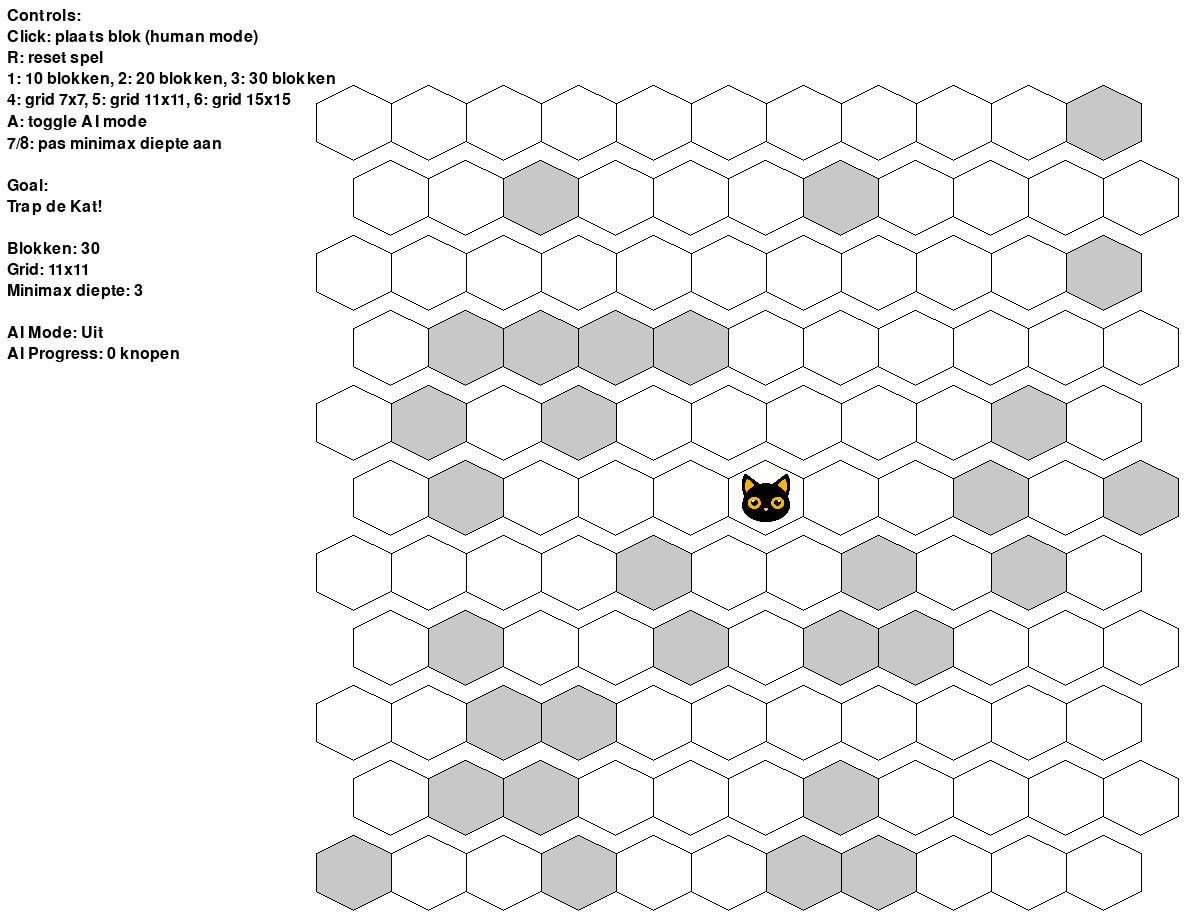 Controls:
Click: plaats blok (human mode)
R: reset spel
1: 10 blokken, 2: 20 blokken, 3: 30 blokken
4: grid 7x7, 5: grid 11x11, 6: grid 15x15
A: toggle AI mode
7/8: pas minimax diepte aan
Goal:
Trap de Kat!
Blokken: 30
Grid: 11x11
Minimax diepte: 3
AI Mode: Uit
AI Progress: 0 knopen